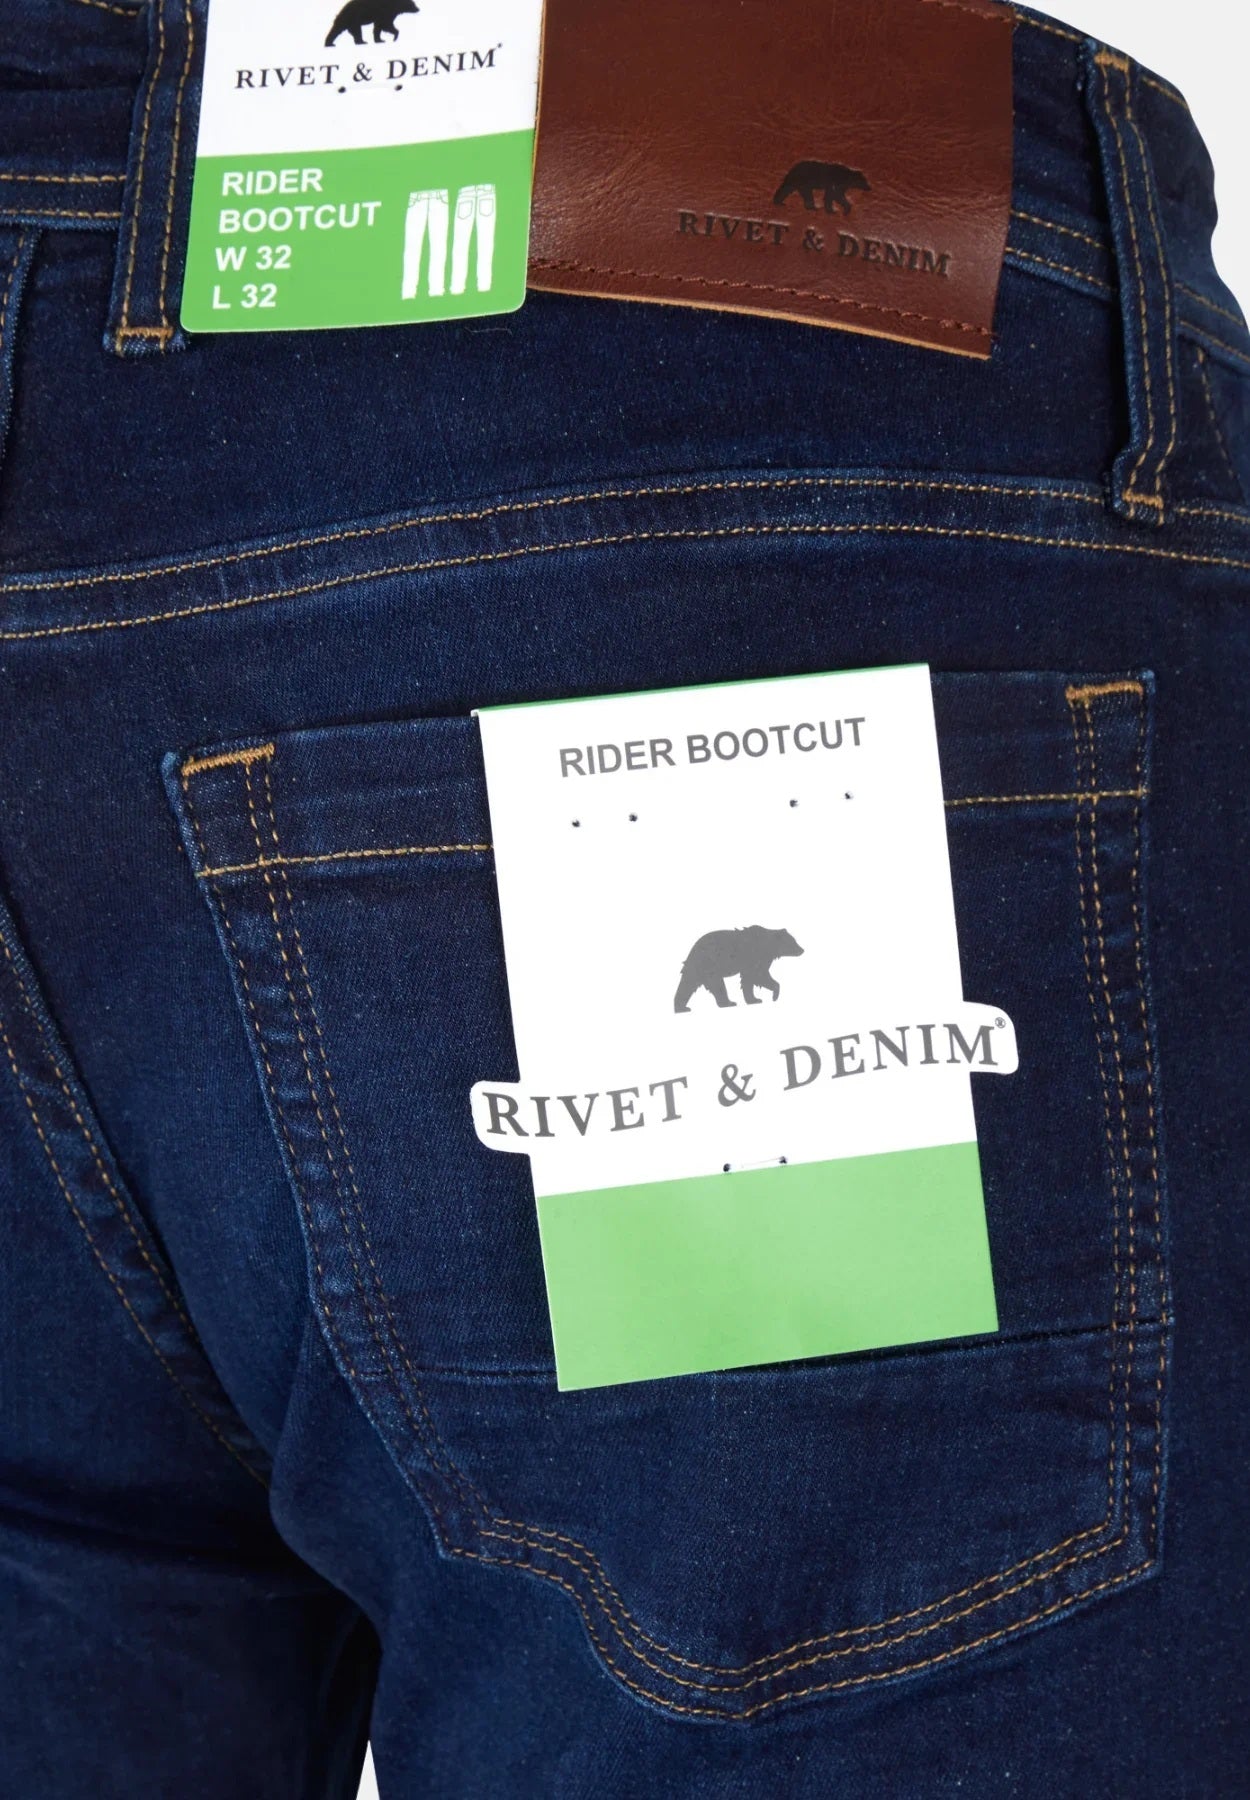 RIVET & DENIM®
RIDER
BOOTCUT
W 32
L 32
RIVET & DENIM
RIDER BOOTCUT
RIVET & DENIM®